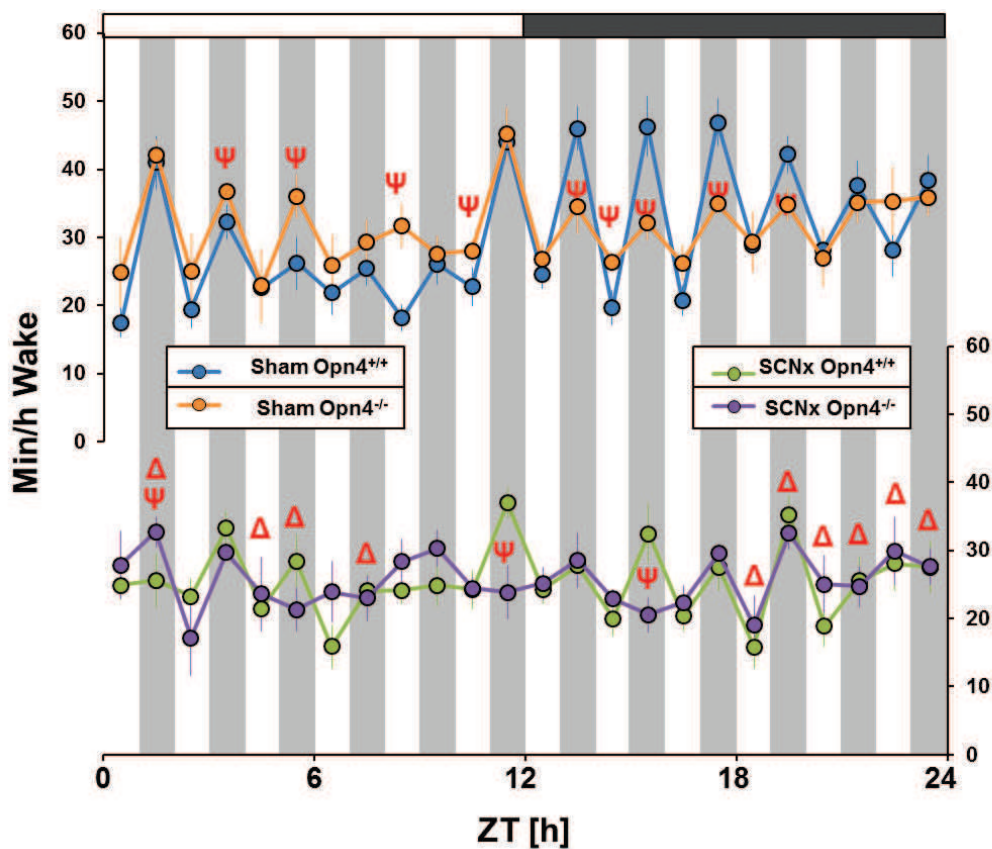 60
50
40
Ψ Ψ Ψ Ψ Ψ Ψ Ψ Ψ Ψ
30
20
10
0
Sham Opn4+/+
Sham Opn4-/-
SCNx Opn4+/+
SCNx Opn4-/-
60
50
40
30
20
10
0
Δ Ψ Δ Δ Δ Ψ Ψ Δ Δ Δ Δ Δ Δ
Min/h Wake
0 6 12 18 24
ZT [h]